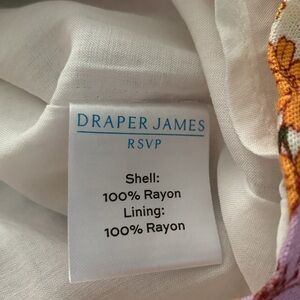 DRAPER JAMES
RSVP
Shell:
100% Rayon
Lining:
100% Rayon